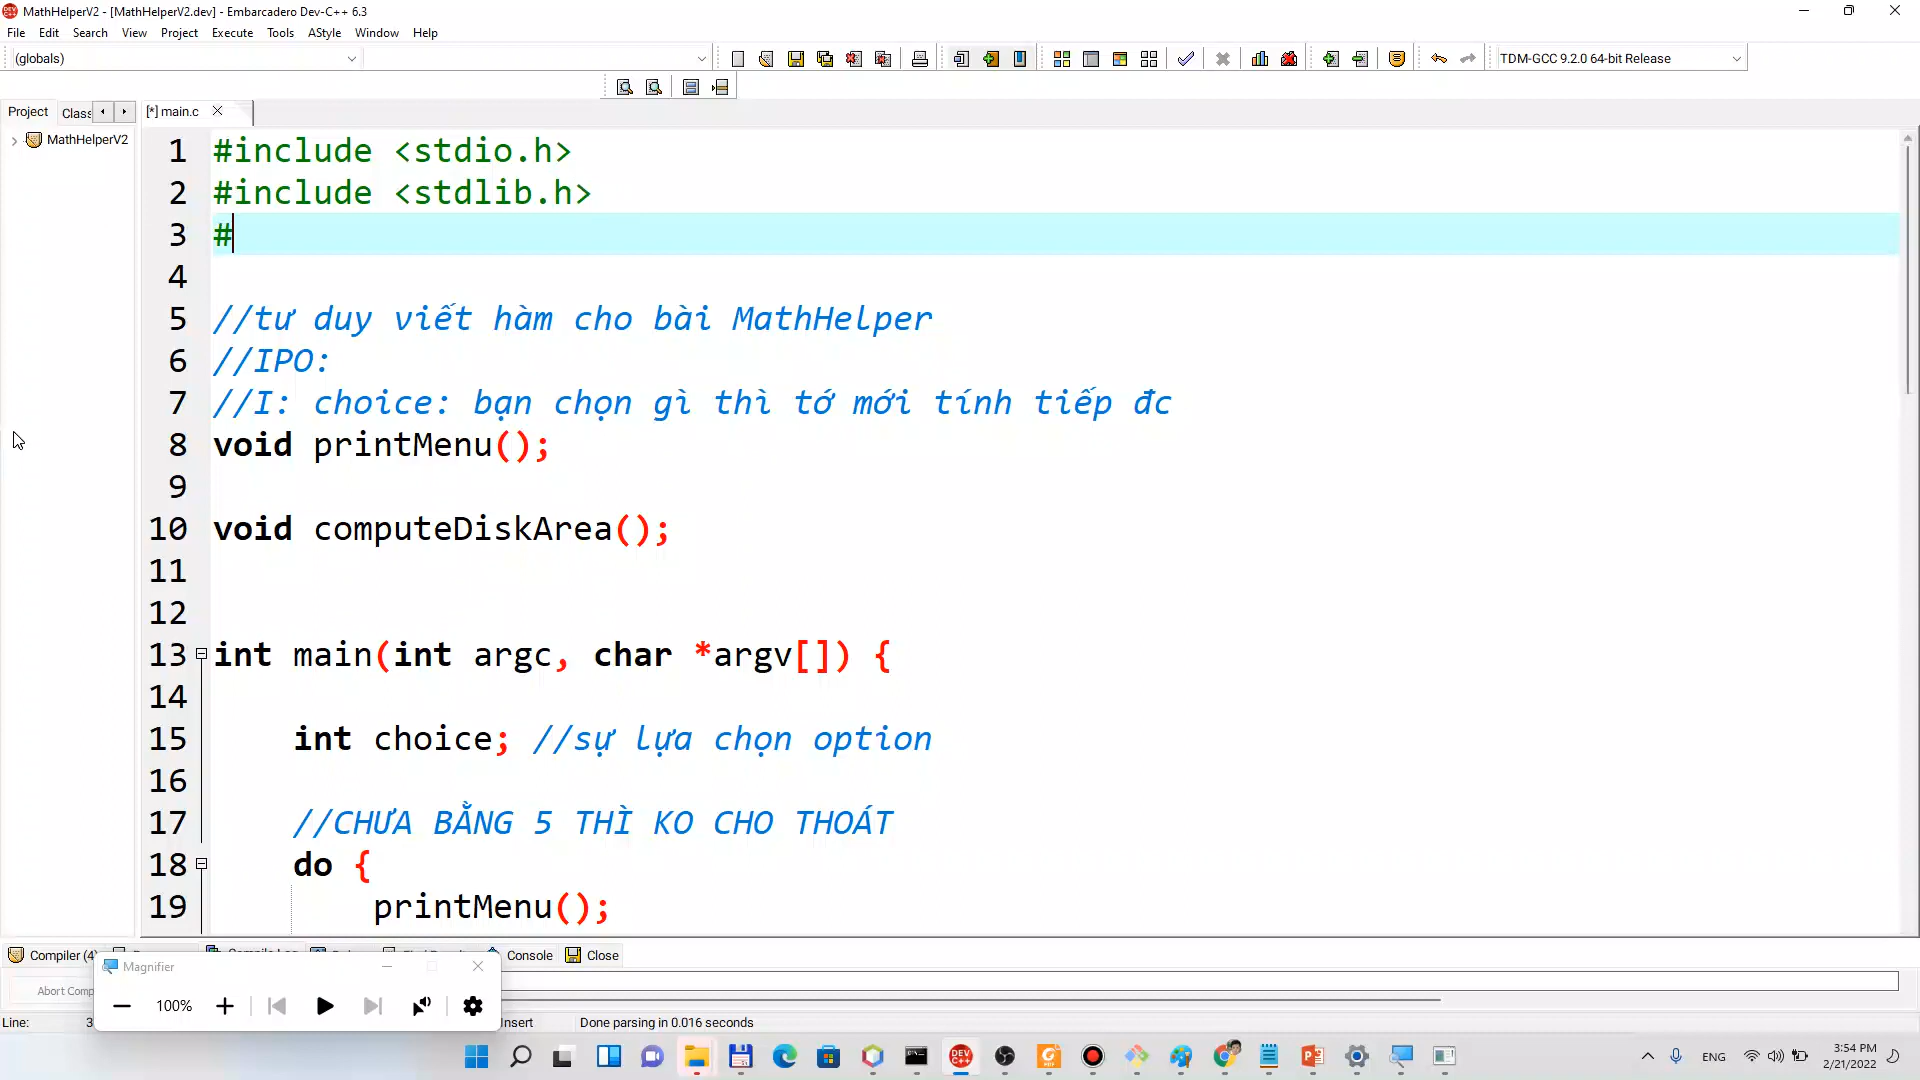 MathHelperV2 - [MathHelperV2.dev] - Embarcadero Dev-C++ 6.3
File Edit Search View Project Execute Tools AStyle Window Help
(globals)
TDM-GCC 9.2.0 64-bit Release
Project Class
[*] main.c
MathHelperV2
1 #include <stdio.h>
2 #include <stdlib.h>
3 #
4
5 //tư duy viết hàm cho bài MathHelper
6 //IPO:
7 //I: choice: bạn chọn gì thì tớ mới tính tiếp đc
8 void printMenu();
9
10 void computeDiskArea();
11
12
13 int main(int argc, char *argv[]) {
14
15 int choice; //sự lựa chọn option
16
17 //CHƯA BẰNG 5 THÌ KO CHO THOÁT
18 do {
19 printMenu();
Compiler (4) Console Close
Magnifier
Abort Comp
100%
Line: 3 Insert Done parsing in 0.016 seconds
ENG
3:54 PM
2/21/2022